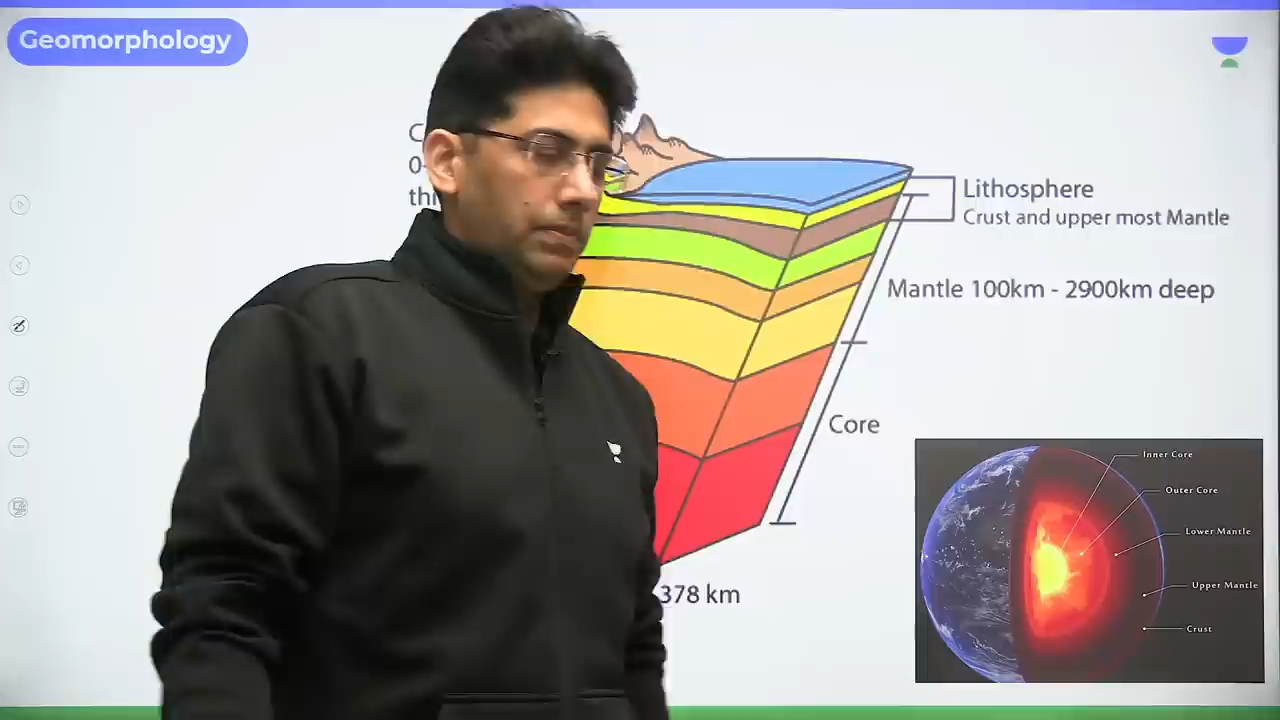 Geomorphology
Lithosphere
Crust and upper most Mantle
Mantle 100km - 2900km deep
Core
378 km
Inner Core
Outer Core
Lower Mantle
Upper Mantle
Crust